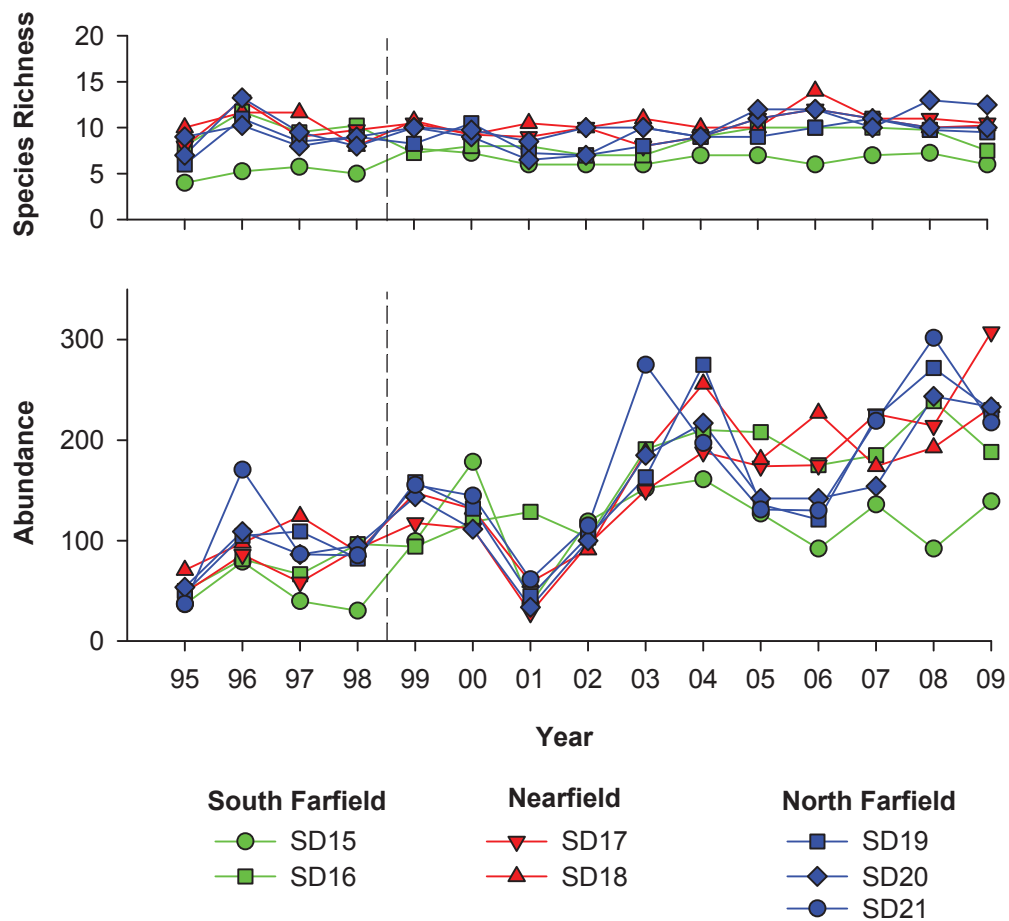 Species Richness
20
15
10
5
0
Abundance
300
200
100
0
95 96 97 98 99 00 01 02 03 04 05 06 07 08 09
Year
South Farfield Nearfield North Farfield
SD15 SD17 SD19
SD16 SD18 SD20
SD21